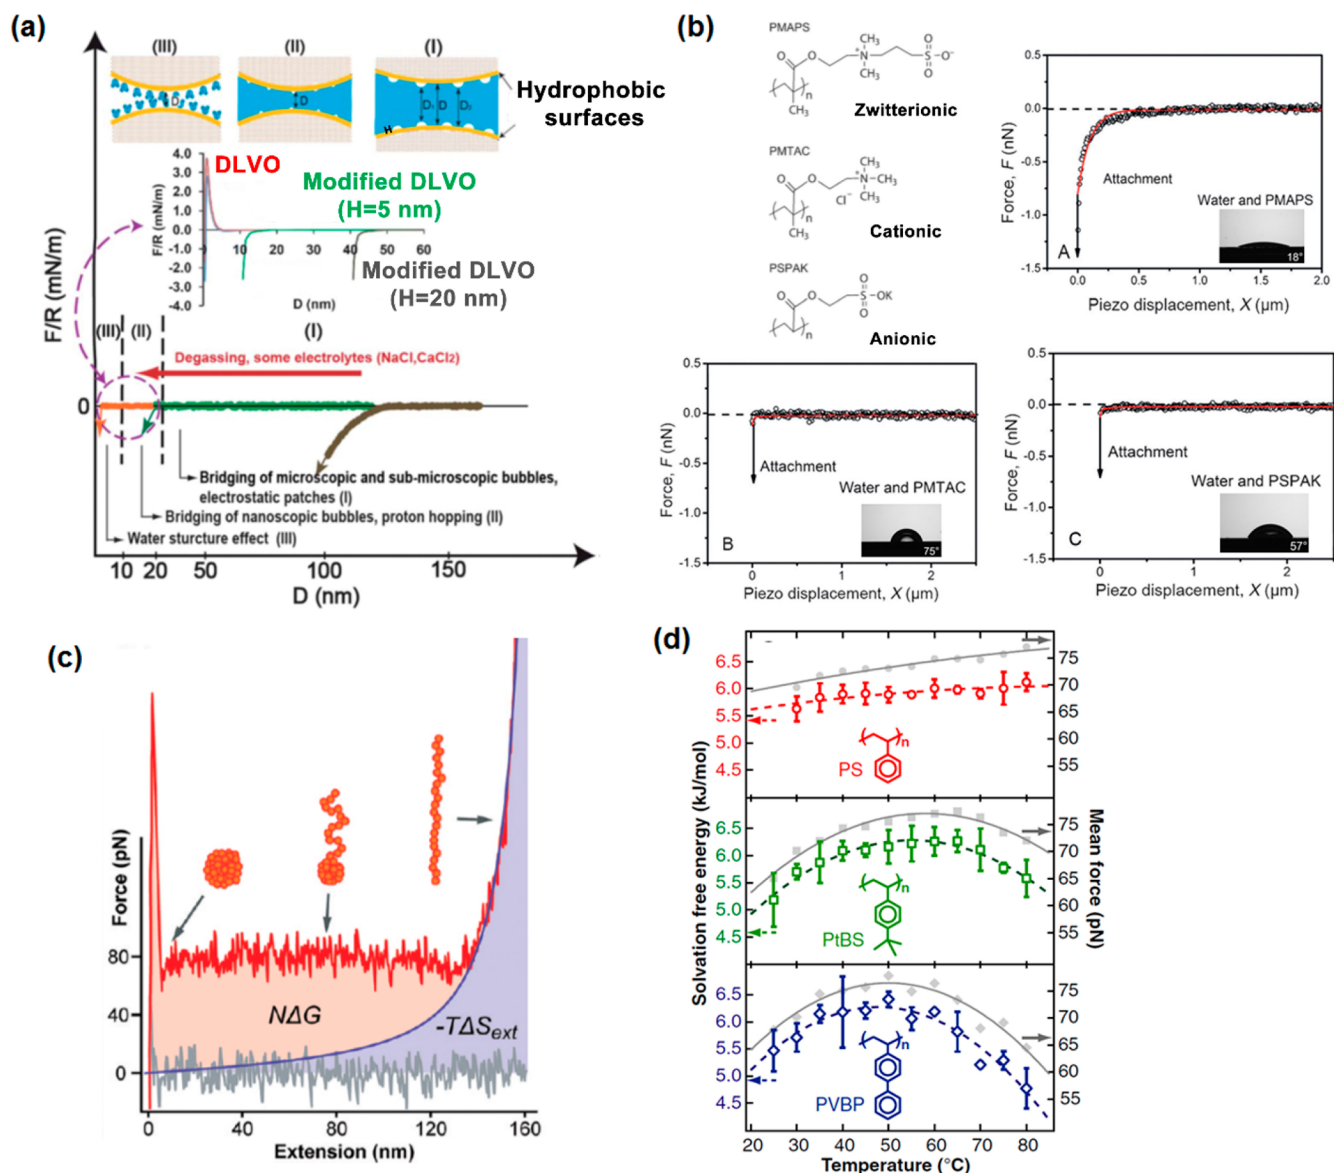 (a)
(III)
(II)
(I)
D
D
D₁ D D₂
H
Hydrophobic
surfaces
DLVO
Modified DLVO
(H=5 nm)
Modified DLVO
(H=20 nm)
F/R (mN/m)
4.0
3.0
2.0
1.0
0.0
-1.0
-2.0
-3.0
-4.0
10 20 30 40 50 60
D (nm)
F/R (mN/m)
(III) (II) (I)
Degassing, some electrolytes (NaCl,CaCl₂)
0
Bridging of microscopic and sub-microscopic bubbles,
electrostatic patches (I)
Bridging of nanoscopic bubbles, proton hopping (II)
Water sturcture effect (III)
10 20 50 100 150
D (nm)
(b)
PMAPS
Zwitterionic
PMTAC
Cationic
PSPAK
Anionic
O
O
N⁺
CH₃
CH₃
O
S
O⁻
O
n
CH₃
O
O
N⁺
CH₃
CH₃
CH₃
Cl⁻
n
CH₃
O
O
O
S
OK
O
n
0.5
0.0
-0.5
-1.0
-1.5
Force, F (nN)
Attachment
Water and PMAPS
18°
A
0.0 0.5 1.0 1.5 2.0
Piezo displacement, X (µm)
0.5
0.0
-0.5
-1.0
-1.5
Force, F (nN)
Attachment
Water and PMTAC
75°
B
0 1 2
Piezo displacement, X (µm)
0.5
0.0
-0.5
-1.0
-1.5
Force, F (nN)
Attachment
Water and PSPAK
57°
C
0 1 2
Piezo displacement, X (µm)
(c)
Force (pN)
80
40
0
NΔG
-TΔSext
0 40 80 120 160
Extension (nm)
(d)
Solvation free energy (kJ/mol)
Mean force (pN)
6.5
6.0
5.5
5.0
4.5
75
70
65
60
55
n
PS
6.5
6.0
5.5
5.0
4.5
75
70
65
60
55
n
PtBS
6.5
6.0
5.5
5.0
4.5
75
70
65
60
55
n
PVBP
20 30 40 50 60 70 80
Temperature (°C)